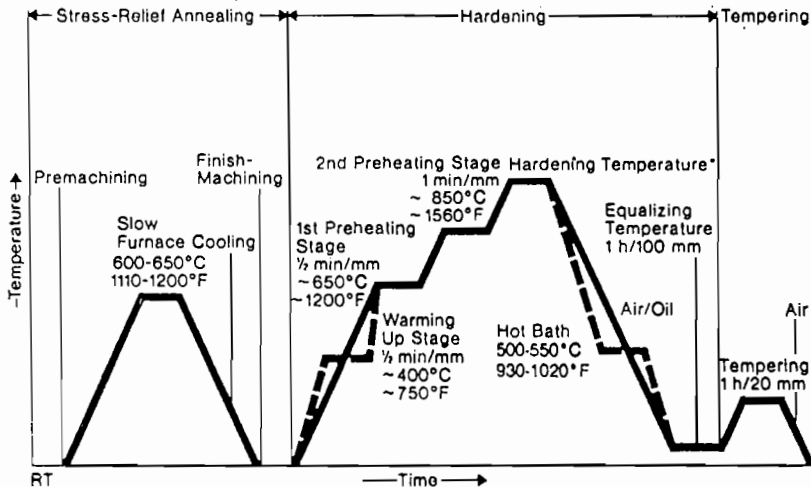 Stress-Relief Annealing
Hardening
Tempering
Premachining
Finish-
Machining
Slow
Furnace Cooling
600-650°C
1110-1200°F
1st Preheating
Stage
½ min/mm
~650°C
~1200°F
2nd Preheating Stage
1 min/mm
~ 850°C
~ 1560°F
Hardening Temperature*
Warming
Up Stage
½ min/mm
~400°C
~750°F
Hot Bath
500-550°C
930-1020°F
Equalizing
Temperature
1 h/100 mm
Air/Oil
Tempering
1 h/20 mm
Air
Temperature
RT
Time